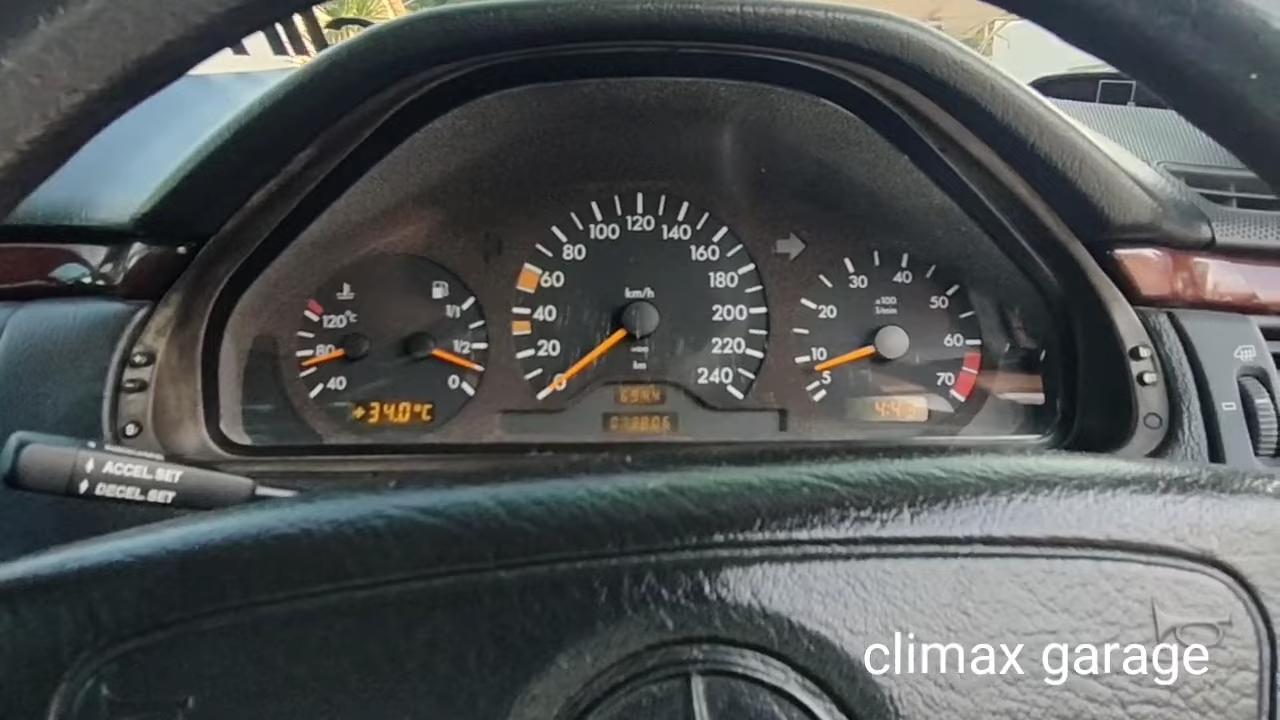 120°c
80
40
1/1
1/2
0
+34.0°C
0
20
40
60
80
100
120
140
160
180
200
220
240
km/h
km
5
10
20
30
40
50
60
70
x100
1/min
ACCEL.SET
DECEL.SET
climax garage